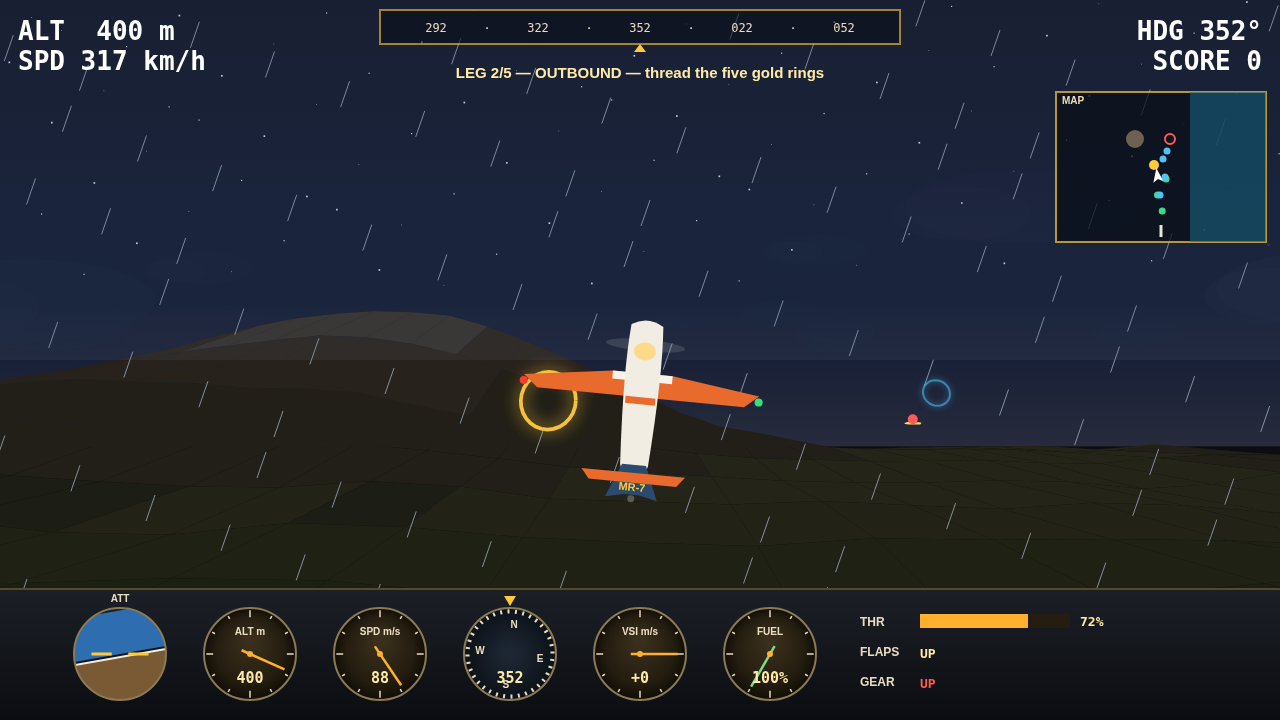 ALT  400 m
SPD 317 km/h
292 · 322 · 352 · 022 · 052
HDG 352°
SCORE 0
LEG 2/5 — OUTBOUND — thread the five gold rings
MAP
MR-7
ATT
ALT m
400
SPD m/s
88
N
W
E
S
352
VSI m/s
+0
FUEL
100%
THR
72%
FLAPS UP
GEAR UP